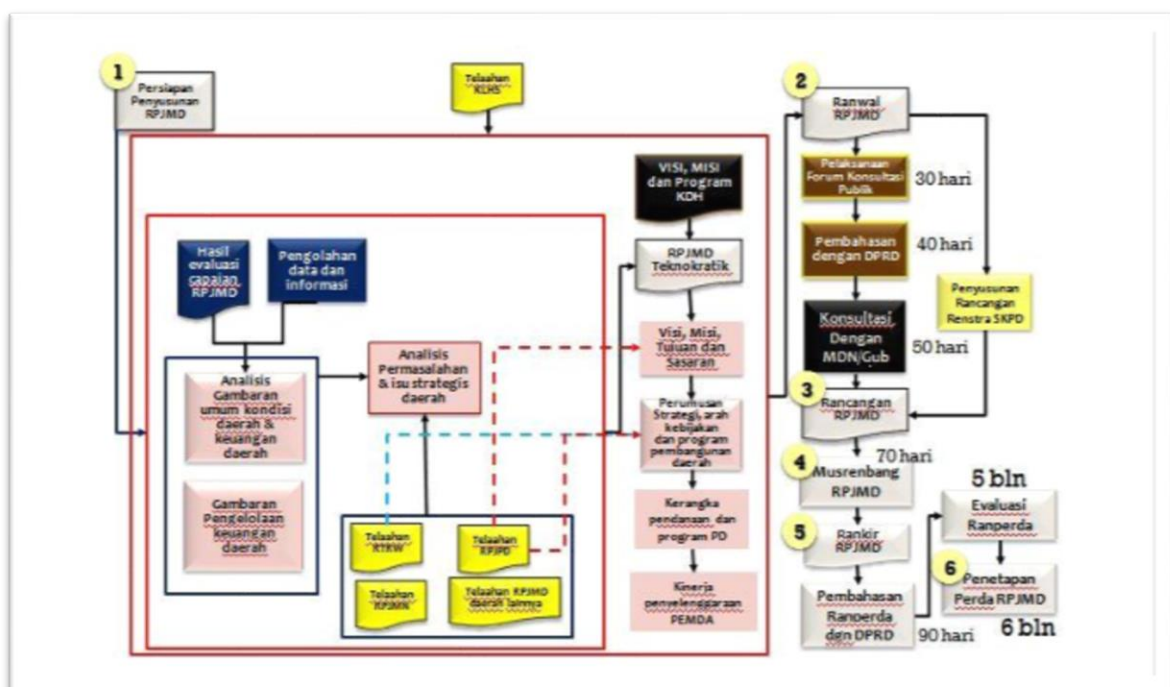 1
Persiapan
Penyusunan
RPJMD
Telaahan
KLHS
VISI, MISI
dan Program
KDH
Hasil
evaluasi
capaian
RPJMD
Pengolahan
data dan
informasi
RPJMD
Teknokratik
Analisis
Gambaran
umum kondisi
daerah &
keuangan
daerah
Gambaran
Pengelolaan
keuangan
daerah
Analisis
Permasalahan
& isu strategis
daerah
Visi, Misi,
Tujuan dan
Sasaran
Perumusan
Strategi, arah
kebijakan
dan program
pembangunan
daerah
Telaahan
RTRW
Telaahan
RPJPD
Telaahan
RPJMN
Telaahan RPJMD
daerah lainnya
Kerangka
pendanaan dan
program PD
Kinerja
penyelenggaraan
PEMDA
2
Ranwal
RPJMD
Pelaksanaan
Forum Konsultasi
Publik
30 hari
Pembahasan
dengan DPRD
40 hari
Penyusunan
Rancangan
Renstra SKPD
Konsultasi
Dengan
MDN/Gub
50 hari
3
Rancangan
RPJMD
70 hari
4
Musrenbang
RPJMD
5
Rankir
RPJMD
Pembahasan
Ranperda
dgn DPRD
90 hari
5 bln
Evaluasi
Ranperda
6
Penetapan
Perda RPJMD
6 bln